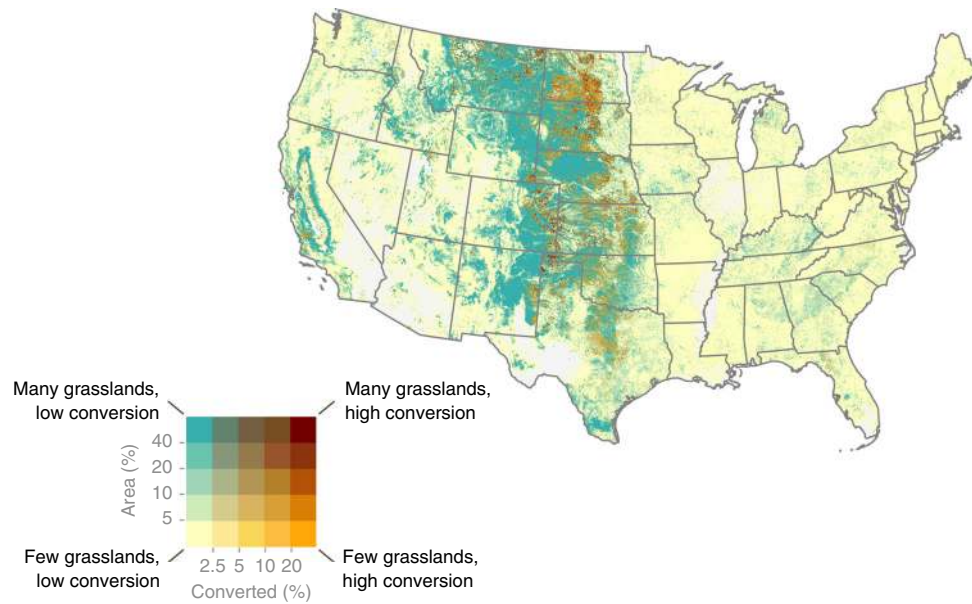 Many grasslands,
low conversion
Many grasslands,
high conversion
Area (%)
40
20
10
5
Few grasslands,
low conversion
2.5 5 10 20
Converted (%)
Few grasslands,
high conversion